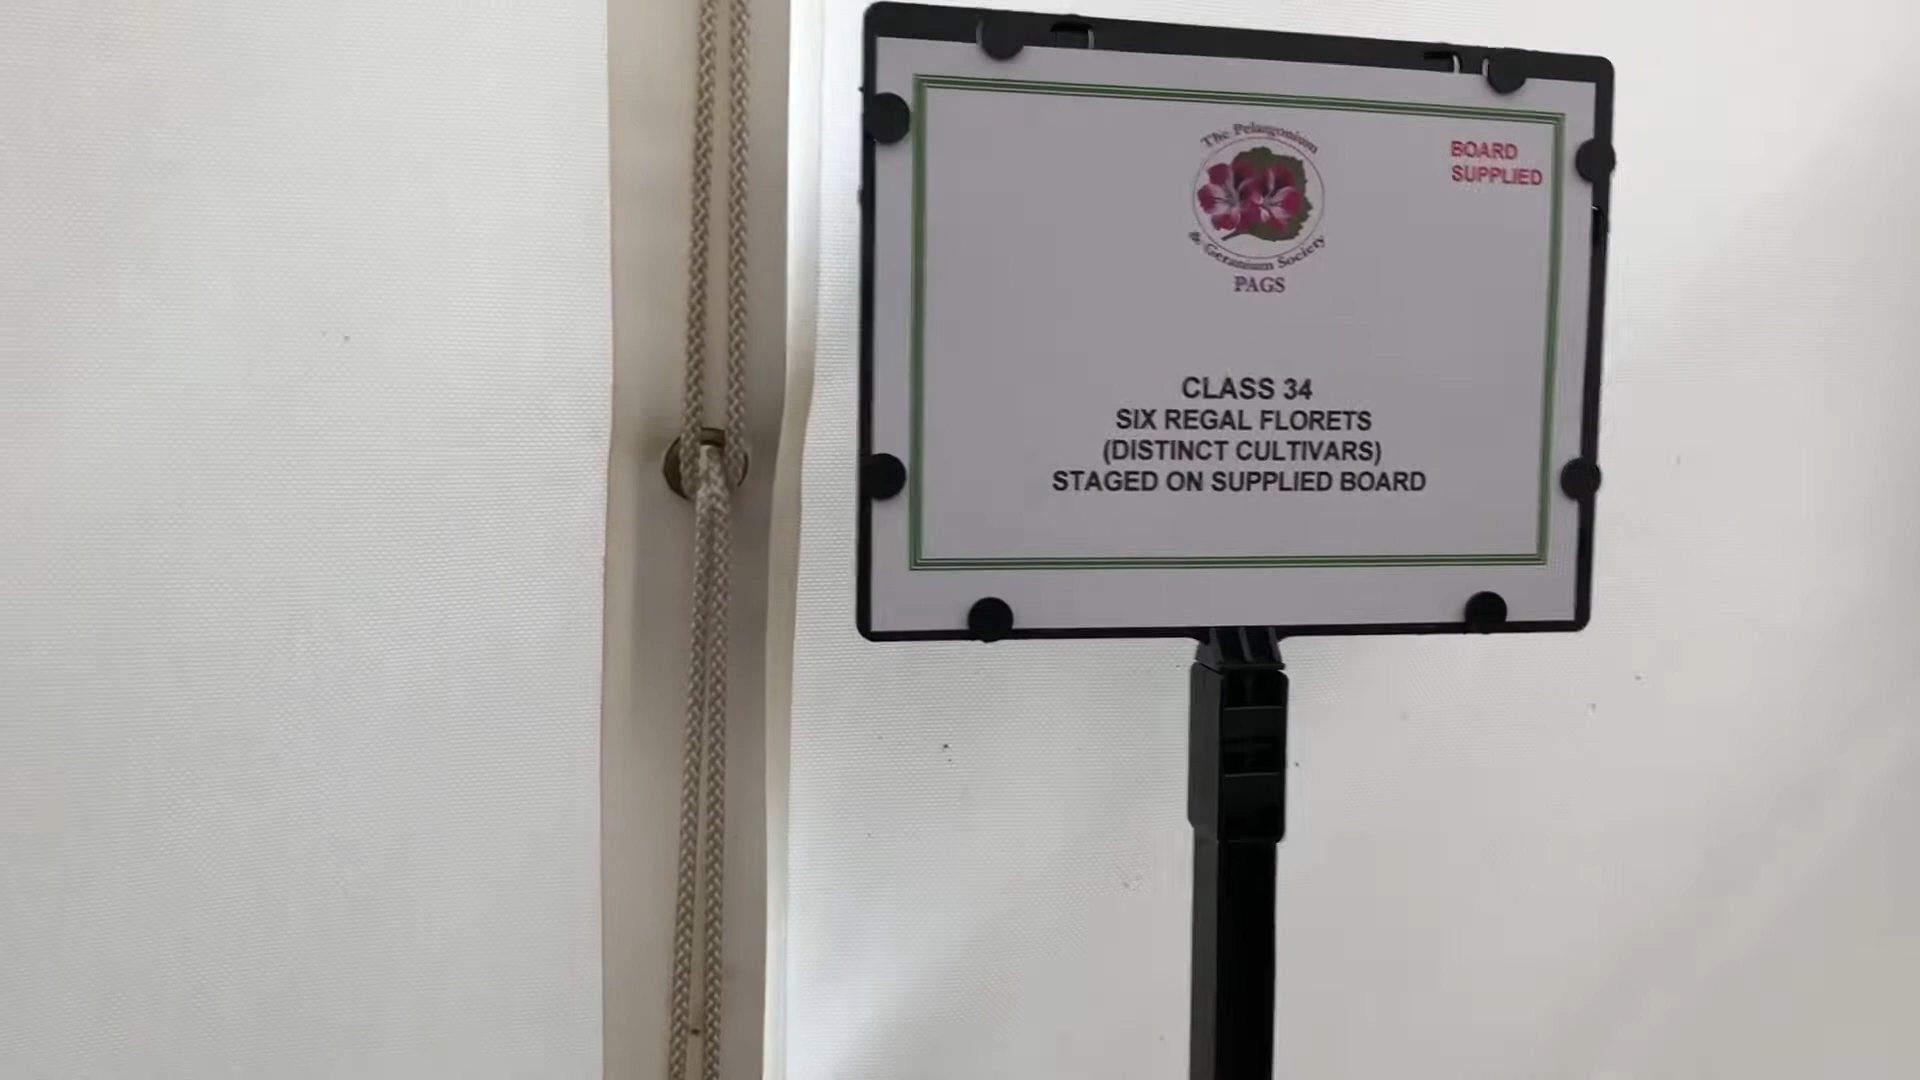 The Pelargonium
& Geranium Society
PAGS
BOARD
SUPPLIED
CLASS 34
SIX REGAL FLORETS
(DISTINCT CULTIVARS)
STAGED ON SUPPLIED BOARD